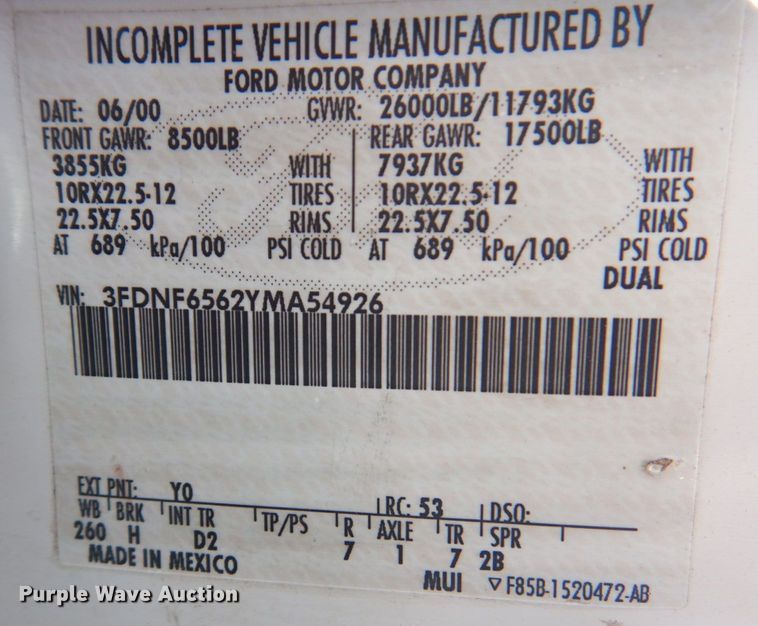 INCOMPLETE VEHICLE MANUFACTURED BY
FORD MOTOR COMPANY
DATE: 06/00 GVWR: 26000LB/11793KG
FRONT GAWR: 8500LB REAR GAWR: 17500LB
3855KG WITH 7937KG WITH
10RX22.5-12 TIRES 10RX22.5-12 TIRES
22.5X7.50 RIMS 22.5X7.50 RIMS
AT 689 kPa/100 PSI COLD AT 689 kPa/100 PSI COLD
DUAL
VIN: 3FDNF6562YMA54926
EXT PNT: YO RC: 53 DSO:
WB BRK INT TR TP/PS R AXLE TR SPR
260 H D2 7 1 7 2B
MADE IN MEXICO
MUI F85B-1520472-AB
Purple Wave Auction
Purple Wave Auction
Ford